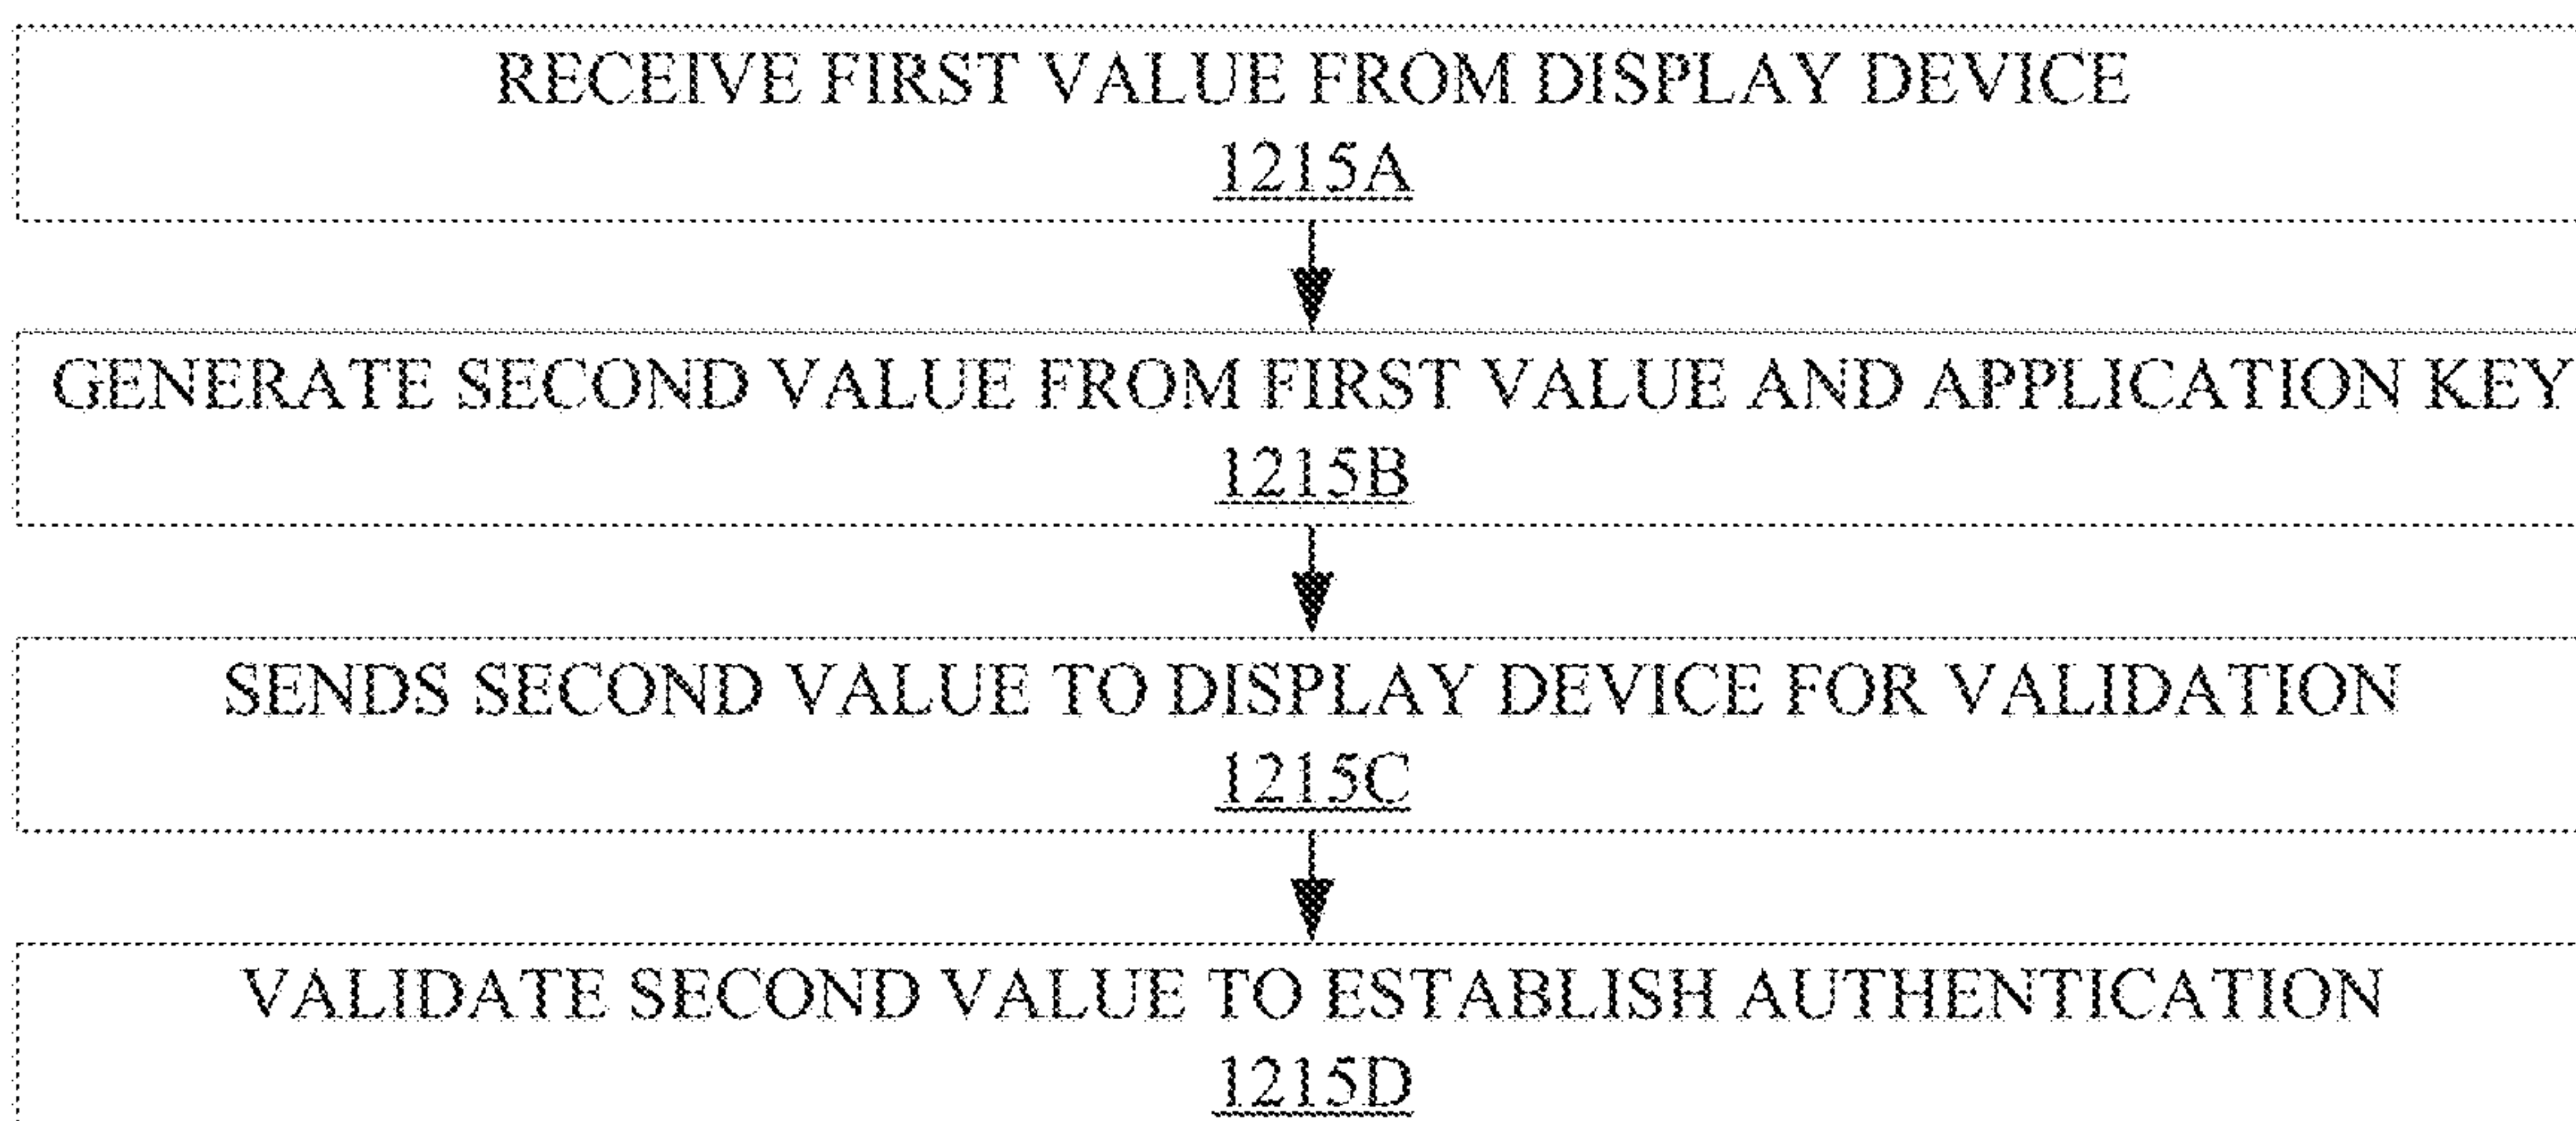 RECEIVE FIRST VALUE FROM DISPLAY DEVICE
1215A
GENERATE SECOND VALUE FROM FIRST VALUE AND APPLICATION KEY
1215B
SENDS SECOND VALUE TO DISPLAY DEVICE FOR VALIDATION
1215C
VALIDATE SECOND VALUE TO ESTABLISH AUTHENTICATION
1215D